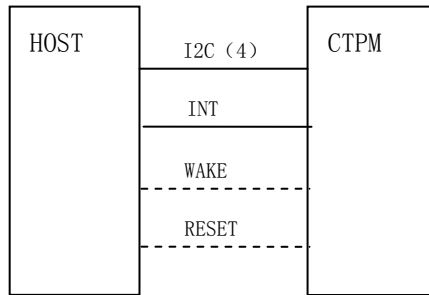 HOST
CTPM
I2C（4）
INT
WAKE
RESET